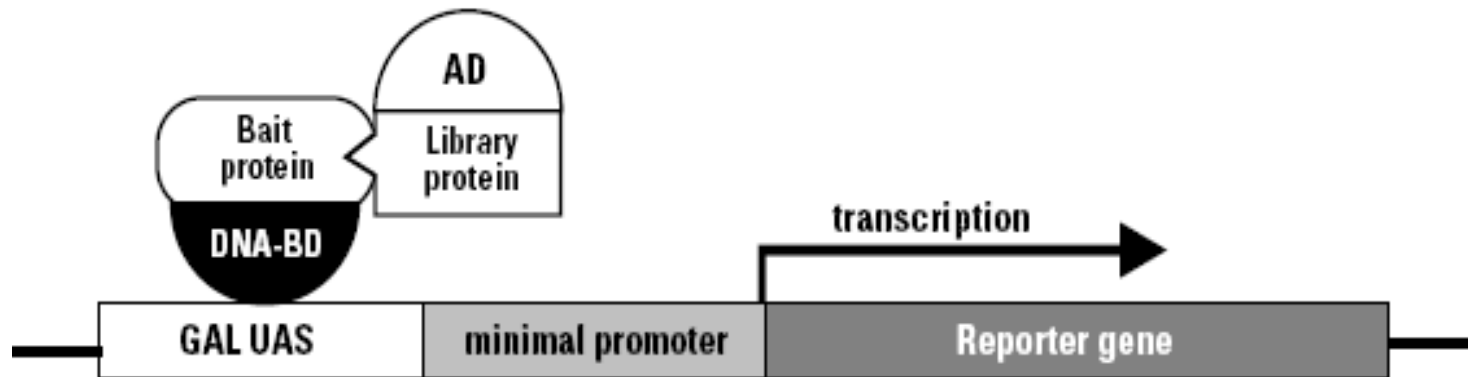 AD
Bait
protein
Library
protein
DNA-BD
transcription
GAL UAS
minimal promoter
Reporter gene